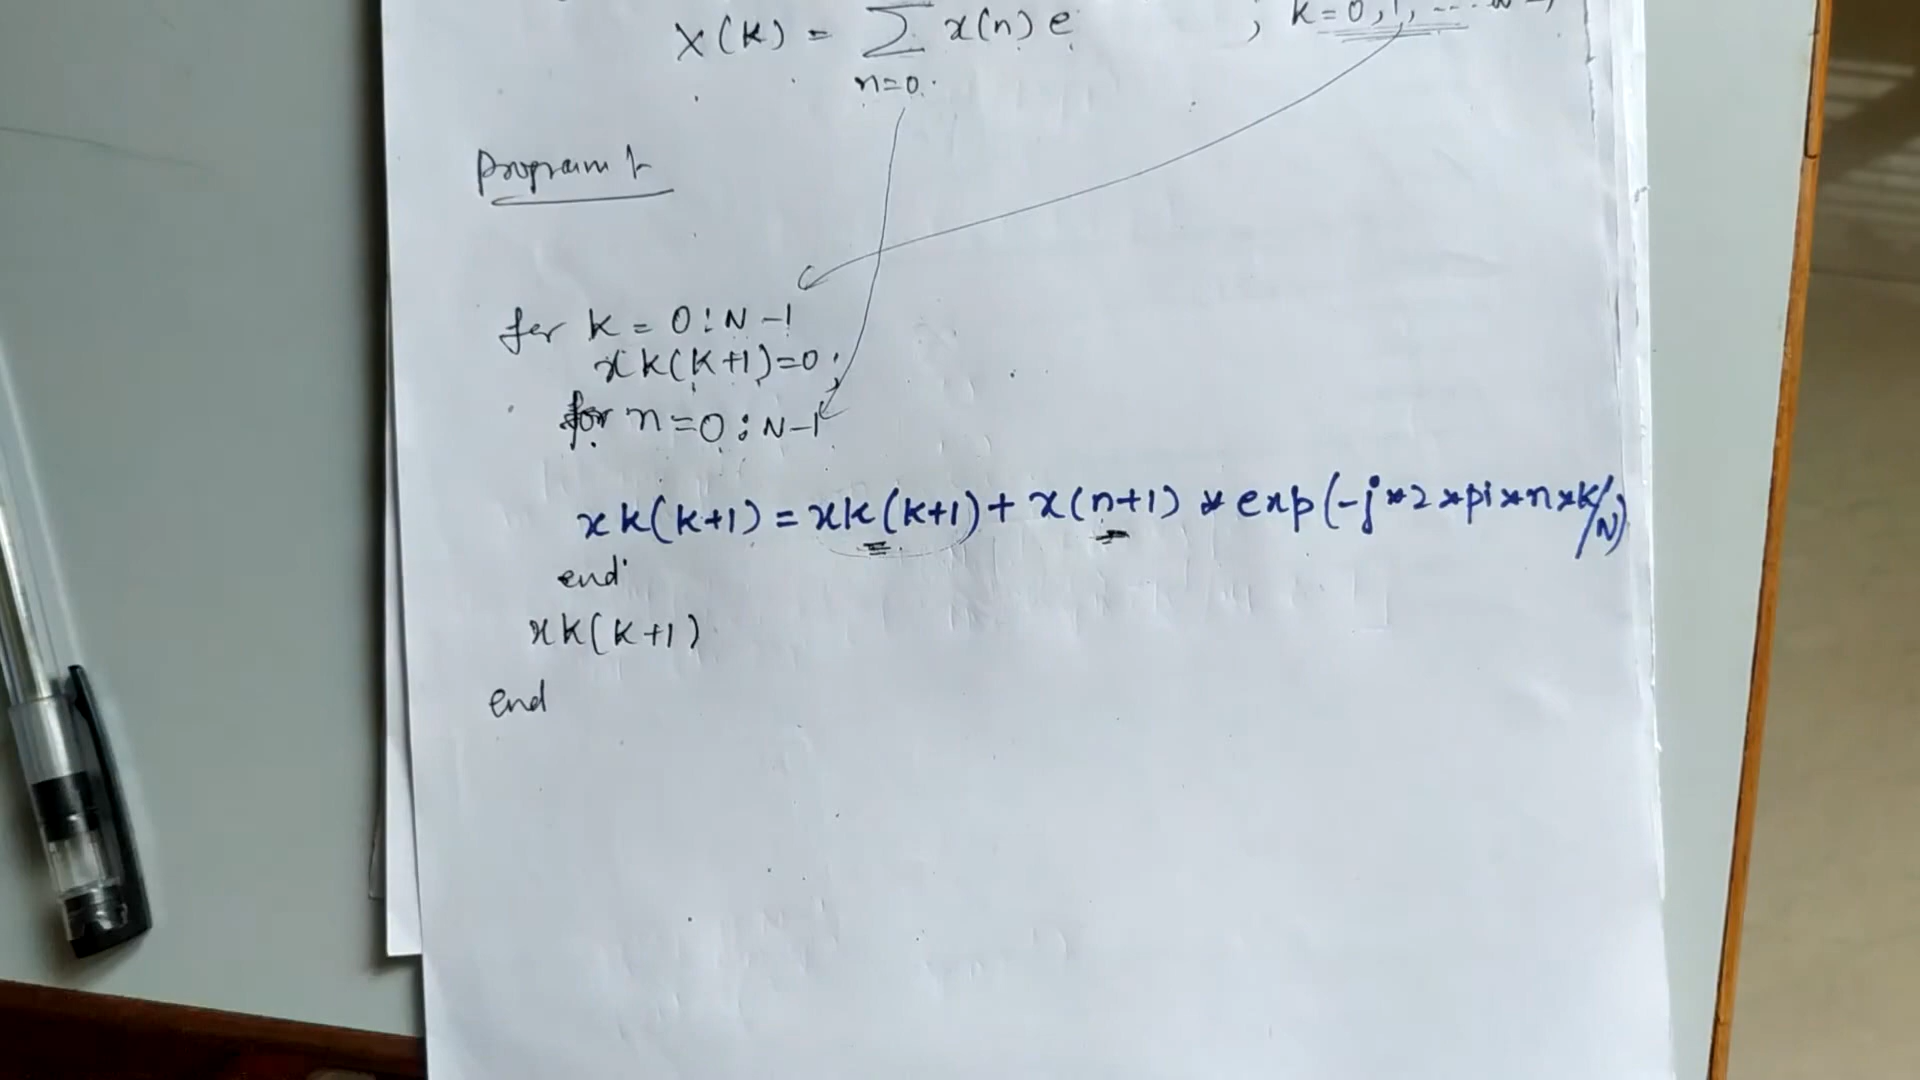 X(k) = Σ x(n) e ; k=0,1,...N-1
n=0
Program :-
for k = 0:N-1
xk(k+1)=0;
for n=0:N-1
xk(k+1) = xk(k+1) + x(n+1) * exp(-j*2*pi*n*k/N)
end
xk(k+1)
end